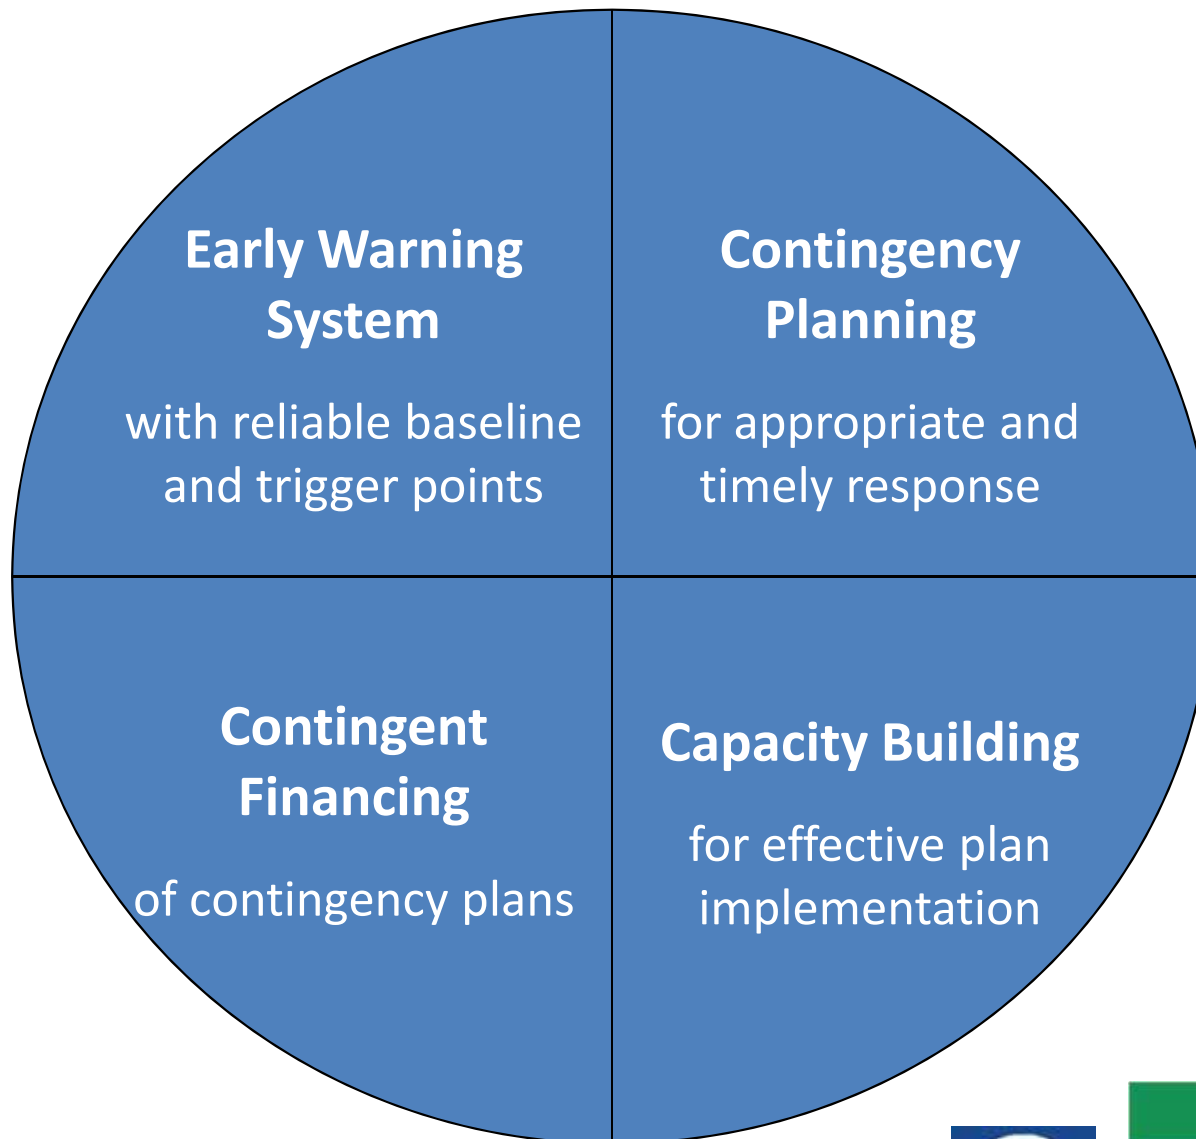 Early Warning
System
with reliable baseline
and trigger points
Contingency
Planning
for appropriate and
timely response
Contingent
Financing
of contingency plans
Capacity Building
for effective plan
implementation